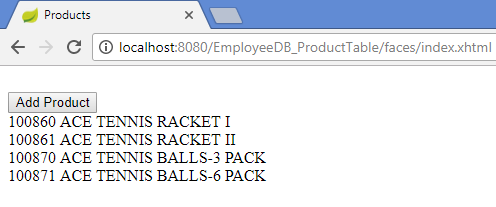 Products
localhost:8080/EmployeeDB_ProductTable/faces/index.xhtml
Add Product
100860 ACE TENNIS RACKET I
100861 ACE TENNIS RACKET II
100870 ACE TENNIS BALLS-3 PACK
100871 ACE TENNIS BALLS-6 PACK